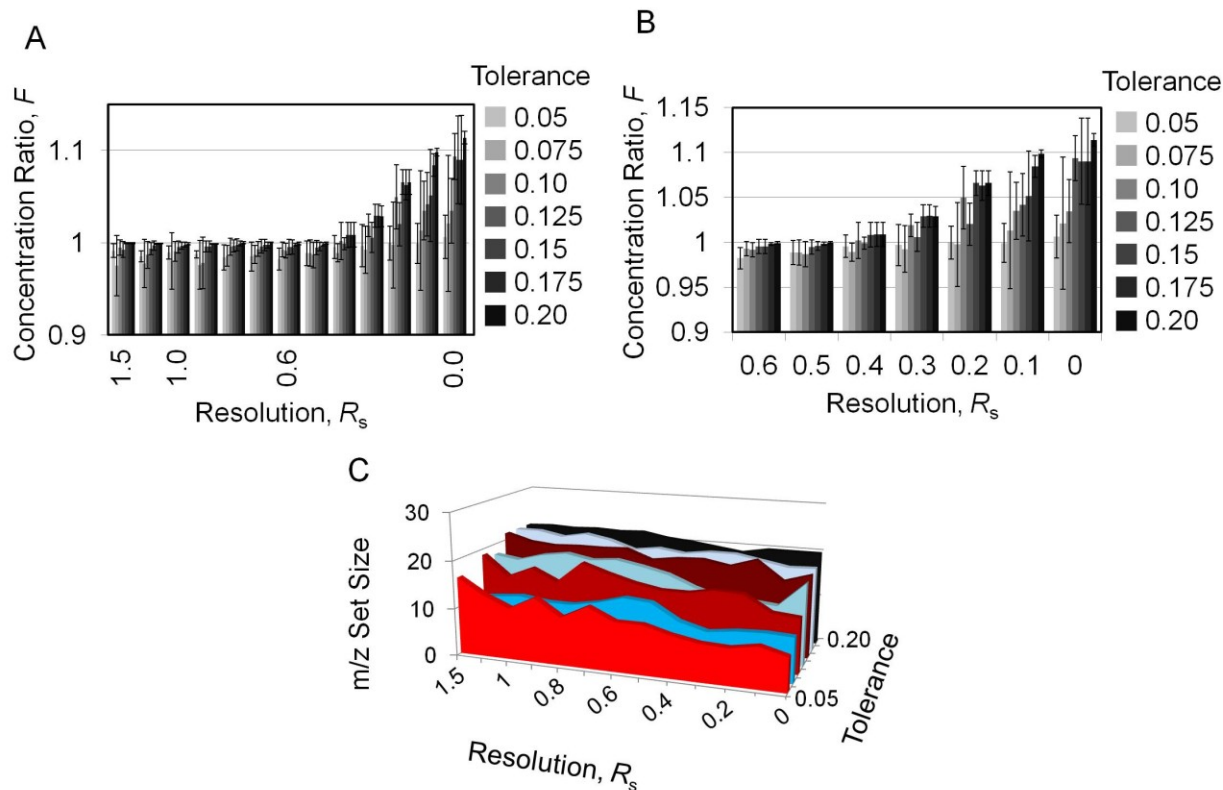 A
Concentration Ratio, F
1.1
1
0.9
1.5
1.0
0.6
0.0
Resolution, Rs
Tolerance
0.05
0.075
0.10
0.125
0.15
0.175
0.20
B
Concentration Ratio, F
1.15
1.1
1.05
1
0.95
0.9
0.6 0.5 0.4 0.3 0.2 0.1 0
Resolution, Rs
Tolerance
0.05
0.075
0.10
0.125
0.15
0.175
0.20
C
m/z Set Size
30
20
10
0
1.5 1 0.8 0.6 0.4 0.2 0
Resolution, Rs
0.20
0.05
Tolerance